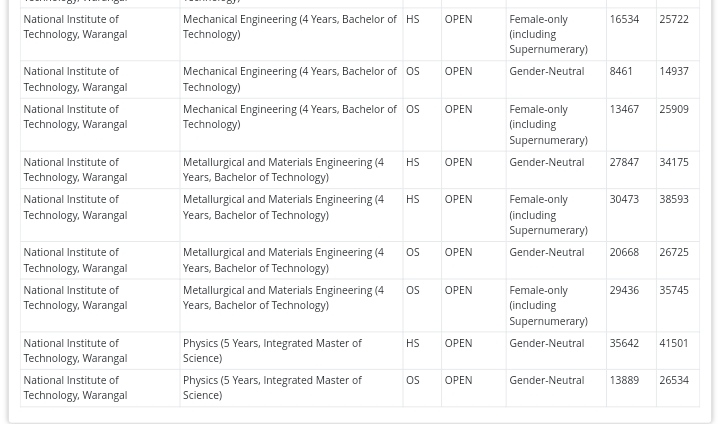 National Institute of Mechanical Engineering (4 Years, Bachelor of HS OPEN Female-only 16534 25722
Technology, Warangal Technology) (including
Supernumerary)
National Institute of Mechanical Engineering (4 Years, Bachelor of OS OPEN Gender-Neutral 8461 14937
Technology, Warangal Technology)
National Institute of Mechanical Engineering (4 Years, Bachelor of OS OPEN Female-only 13467 25909
Technology, Warangal Technology) (including
Supernumerary)
National Institute of Metallurgical and Materials Engineering (4 HS OPEN Gender-Neutral 27847 34175
Technology, Warangal Years, Bachelor of Technology)
National Institute of Metallurgical and Materials Engineering (4 HS OPEN Female-only 30473 38593
Technology, Warangal Years, Bachelor of Technology) (including
Supernumerary)
National Institute of Metallurgical and Materials Engineering (4 OS OPEN Gender-Neutral 20668 26725
Technology, Warangal Years, Bachelor of Technology)
National Institute of Metallurgical and Materials Engineering (4 OS OPEN Female-only 29436 35745
Technology, Warangal Years, Bachelor of Technology) (including
Supernumerary)
National Institute of Physics (5 Years, Integrated Master of HS OPEN Gender-Neutral 35642 41501
Technology, Warangal Science)
National Institute of Physics (5 Years, Integrated Master of OS OPEN Gender-Neutral 13889 26534
Technology, Warangal Science)